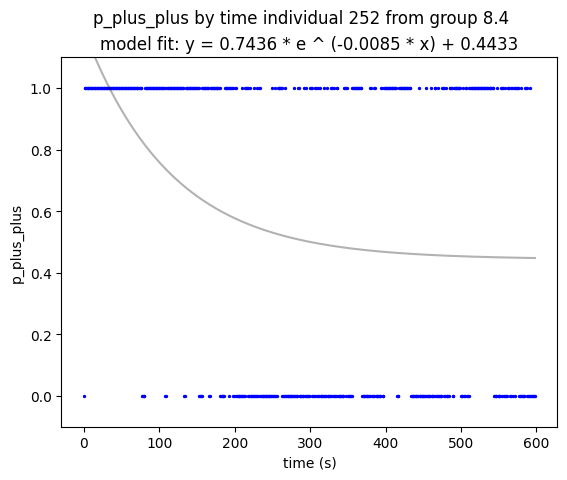 p_plus_plus by time individual 252 from group 8.4
model fit: y = 0.7436 * e ^ (-0.0085 * x) + 0.4433
p_plus_plus
1.0
0.8
0.6
0.4
0.2
0.0
0 100 200 300 400 500 600
time (s)